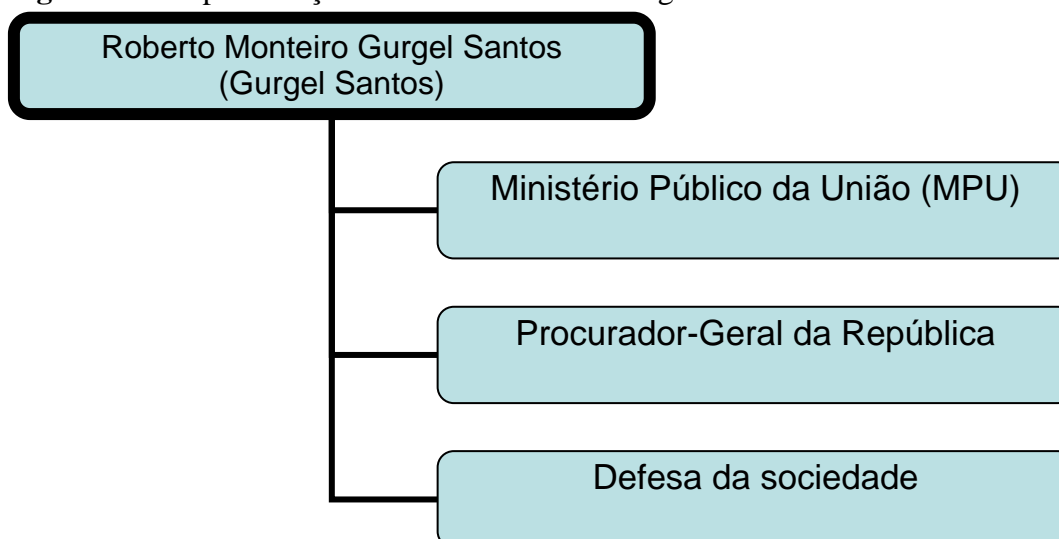 Roberto Monteiro Gurgel Santos
(Gurgel Santos)
Ministério Público da União (MPU)
Procurador-Geral da República
Defesa da sociedade